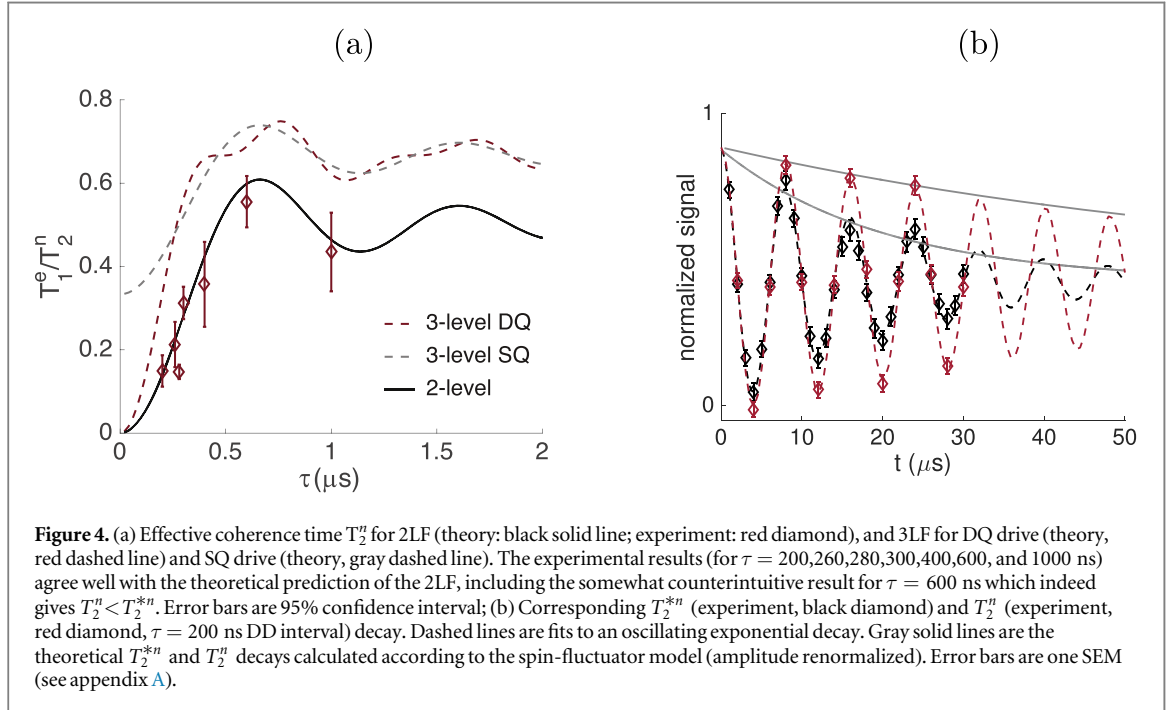 (a)
(b)
0.8
0.6
0.4
0.2
0
T₁ᵉ/T₂ⁿ
3-level DQ
3-level SQ
2-level
0 0.5 1 1.5 2
τ(μs)
1
0
normalized signal
0 10 20 30 40 50
t (μs)
Figure 4. (a) Effective coherence time T₂ⁿ for 2LF (theory: black solid line; experiment: red diamond), and 3LF for DQ drive (theory,
red dashed line) and SQ drive (theory, gray dashed line). The experimental results (for τ = 200,260,280,300,400,600, and 1000 ns)
agree well with the theoretical prediction of the 2LF, including the somewhat counterintuitive result for τ = 600 ns which indeed
gives T₂ⁿ<T₂*ⁿ. Error bars are 95% confidence interval; (b) Corresponding T₂*ⁿ (experiment, black diamond) and T₂ⁿ (experiment,
red diamond, τ = 200 ns DD interval) decay. Dashed lines are fits to an oscillating exponential decay. Gray solid lines are the
theoretical T₂*ⁿ and T₂ⁿ decays calculated according to the spin-fluctuator model (amplitude renormalized). Error bars are one SEM
(see appendix A).